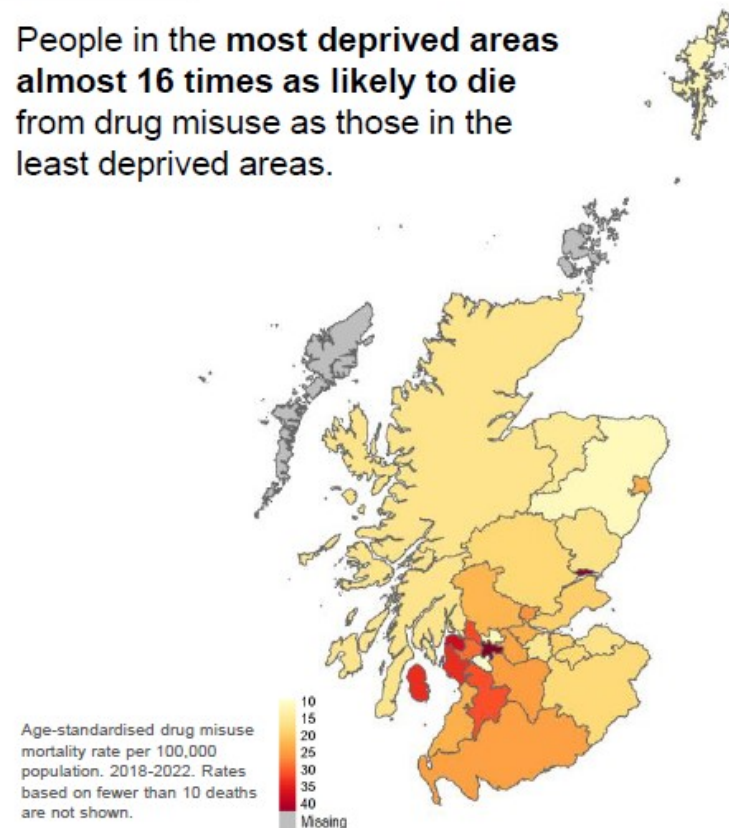 People in the most deprived areas
almost 16 times as likely to die
from drug misuse as those in the
least deprived areas.
Age-standardised drug misuse
mortality rate per 100,000
population. 2018-2022. Rates
based on fewer than 10 deaths
are not shown.
10
15
20
25
30
35
40
Missing